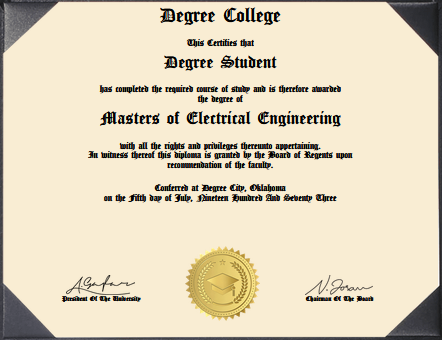 Degree College
This Certifies that
Degree Student
has completed the required course of study and is therefore awarded
the degree of
Masters of Electrical Engineering
with all the rights and privileges thereunto appertaining.
In witness thereof this diploma is granted by the Board of Regents upon
recommendation of the faculty.
Conferred at Degree City, Oklahoma
on the Fifth day of July, Nineteen Hundred And Seventy Three
President Of The University
Chairman Of The Board